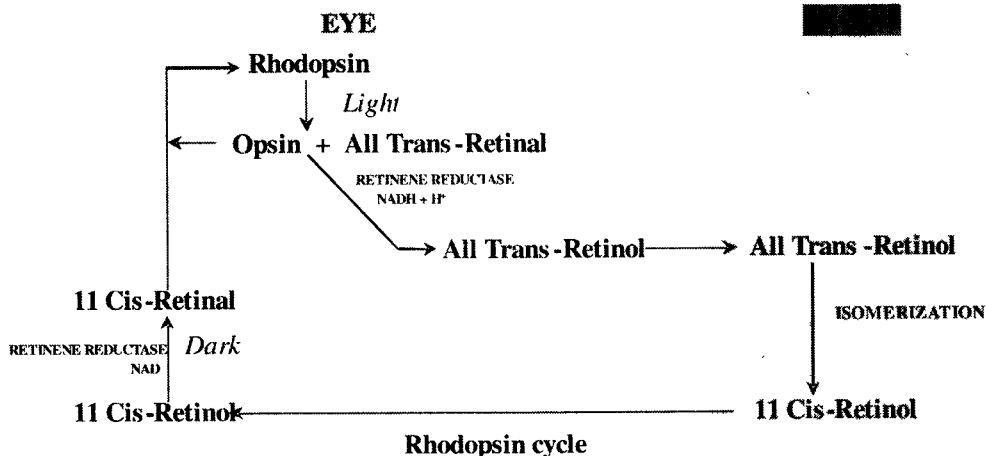 EYE
Rhodopsin
Light
Opsin + All Trans-Retinal
RETINENE REDUCTASE
NADH + H+
All Trans-Retinol
All Trans-Retinol
11 Cis-Retinal
ISOMERIZATION
RETINENE REDUCTASE
Dark
NAD
11 Cis-Retinol
11 Cis-Retinol
Rhodopsin cycle